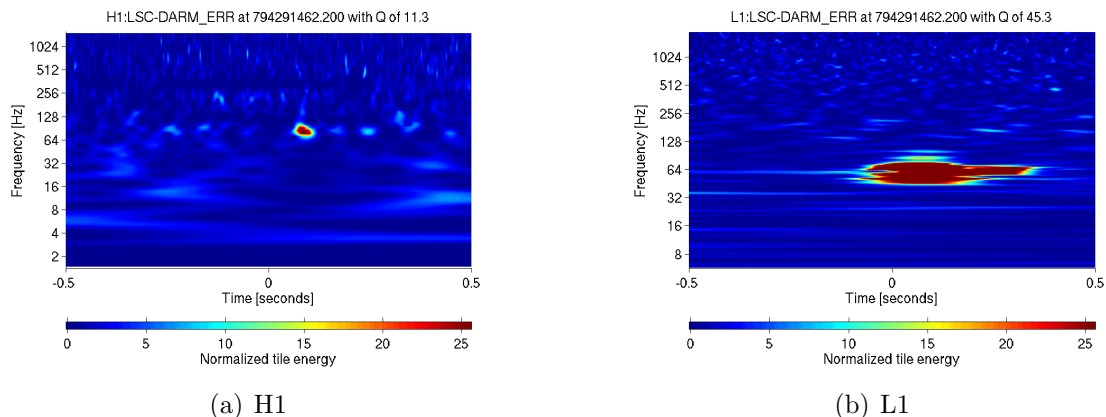 H1:LSC-DARM_ERR at 794291462.200 with Q of 11.3
1024
512
256
128
64
32
16
8
4
2
Frequency [Hz]
-0.5 0 0.5
Time [seconds]
0 5 10 15 20 25
Normalized tile energy
(a) H1
L1:LSC-DARM_ERR at 794291462.200 with Q of 45.3
1024
512
256
128
64
32
16
8
Frequency [Hz]
-0.5 0 0.5
Time [seconds]
0 5 10 15 20 25
Normalized tile energy
(b) L1